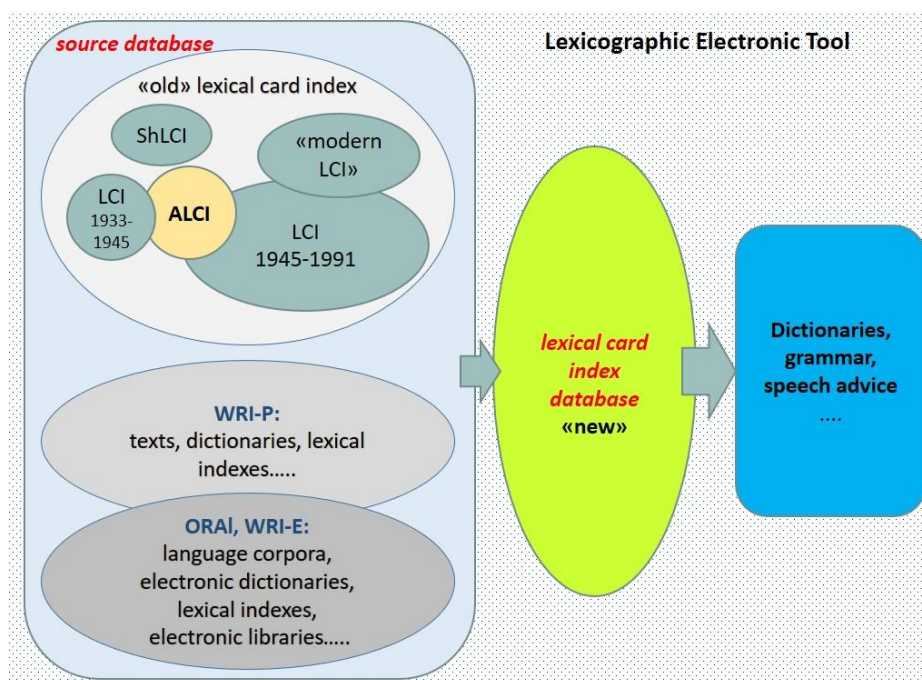 source database
Lexicographic Electronic Tool
«old» lexical card index
ShLCI
«modern
LCI»
LCI
1933-
1945
ALCI
LCI
1945-1991
WRI-P:
texts, dictionaries, lexical
indexes.....
ORAl, WRI-E:
language corpora,
electronic dictionaries,
lexical indexes,
electronic libraries.....
lexical card
index
database
«new»
Dictionaries,
grammar,
speech advice
....